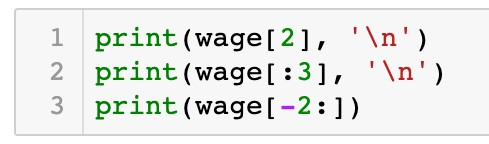 1 print(wage[2], '\n')
2 print(wage[:3], '\n')
3 print(wage[-2:])